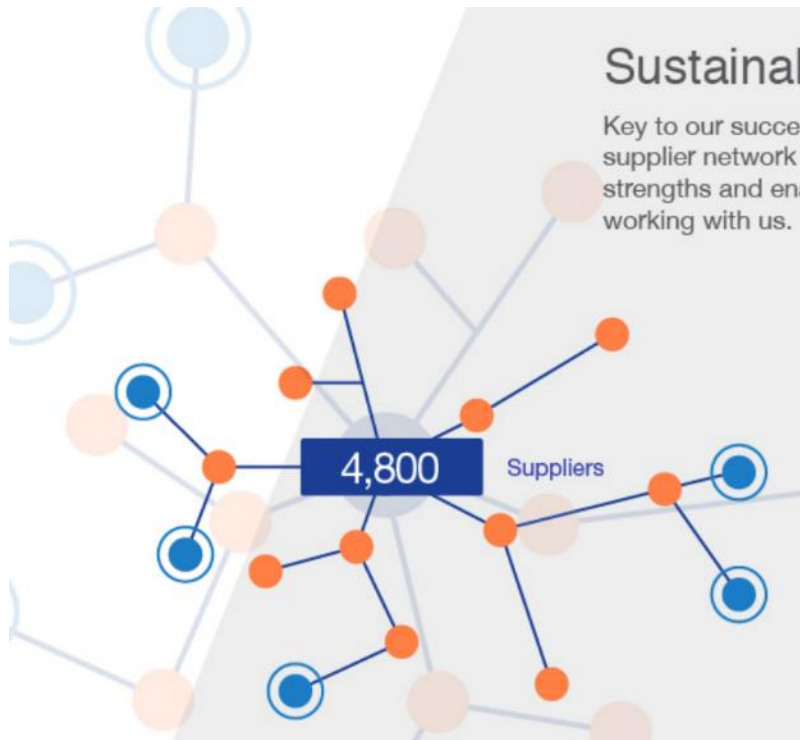 Sustainal
Key to our succe
supplier network
strengths and ena
working with us.
4,800
Suppliers